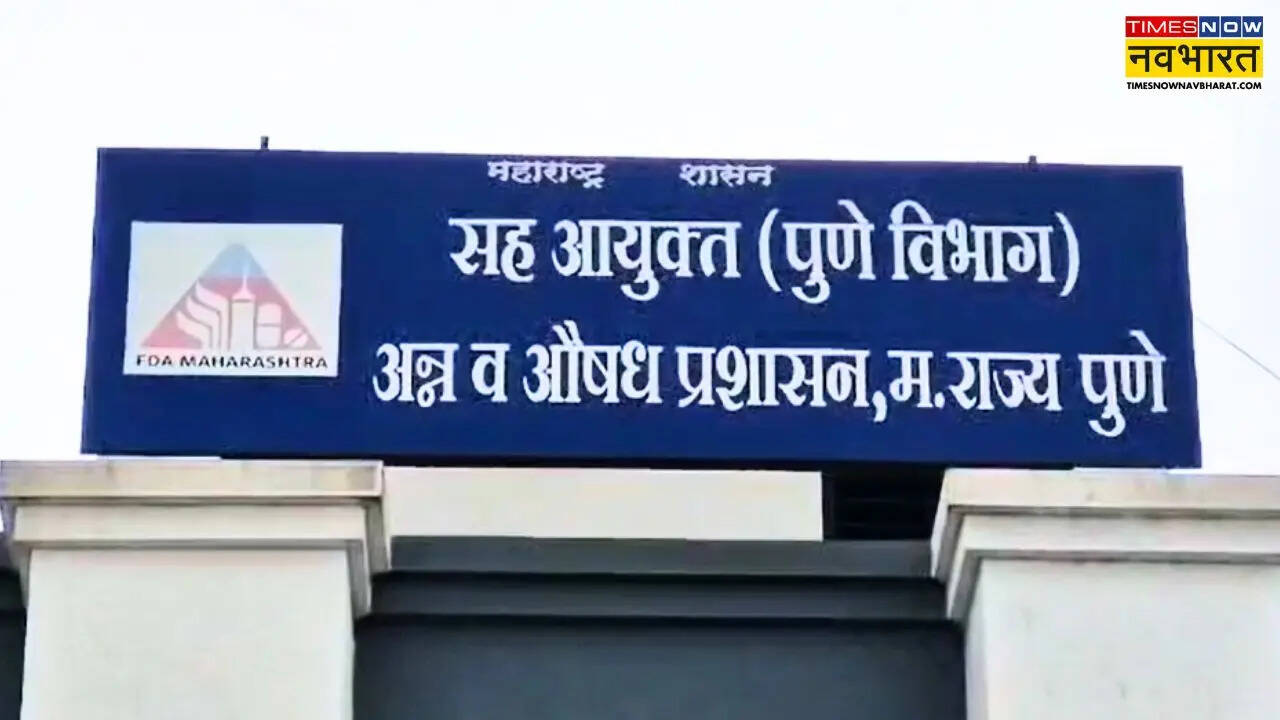 TIMES NOW
नवभारत
TIMESNOWNAVBHARAT.COM
महाराष्ट्र शासन
सह आयुक्त (पुणे विभाग)
अन्न व औषध प्रशासन,म.राज्य पुणे
FDA MAHARASHTRA